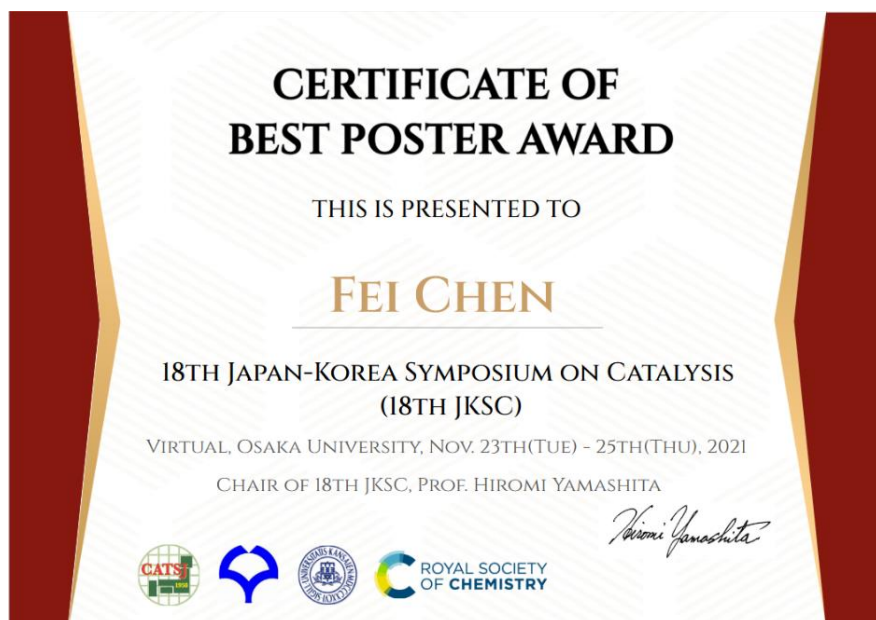 CERTIFICATE OF
BEST POSTER AWARD
THIS IS PRESENTED TO
FEI CHEN
18TH JAPAN-KOREA SYMPOSIUM ON CATALYSIS
(18TH JKSC)
VIRTUAL, OSAKA UNIVERSITY, NOV. 23TH(TUE) - 25TH(THU), 2021
CHAIR OF 18TH JKSC, PROF. HIROMI YAMASHITA
Hiromi Yamashita
CATSJ
1958
ROYAL SOCIETY
OF CHEMISTRY